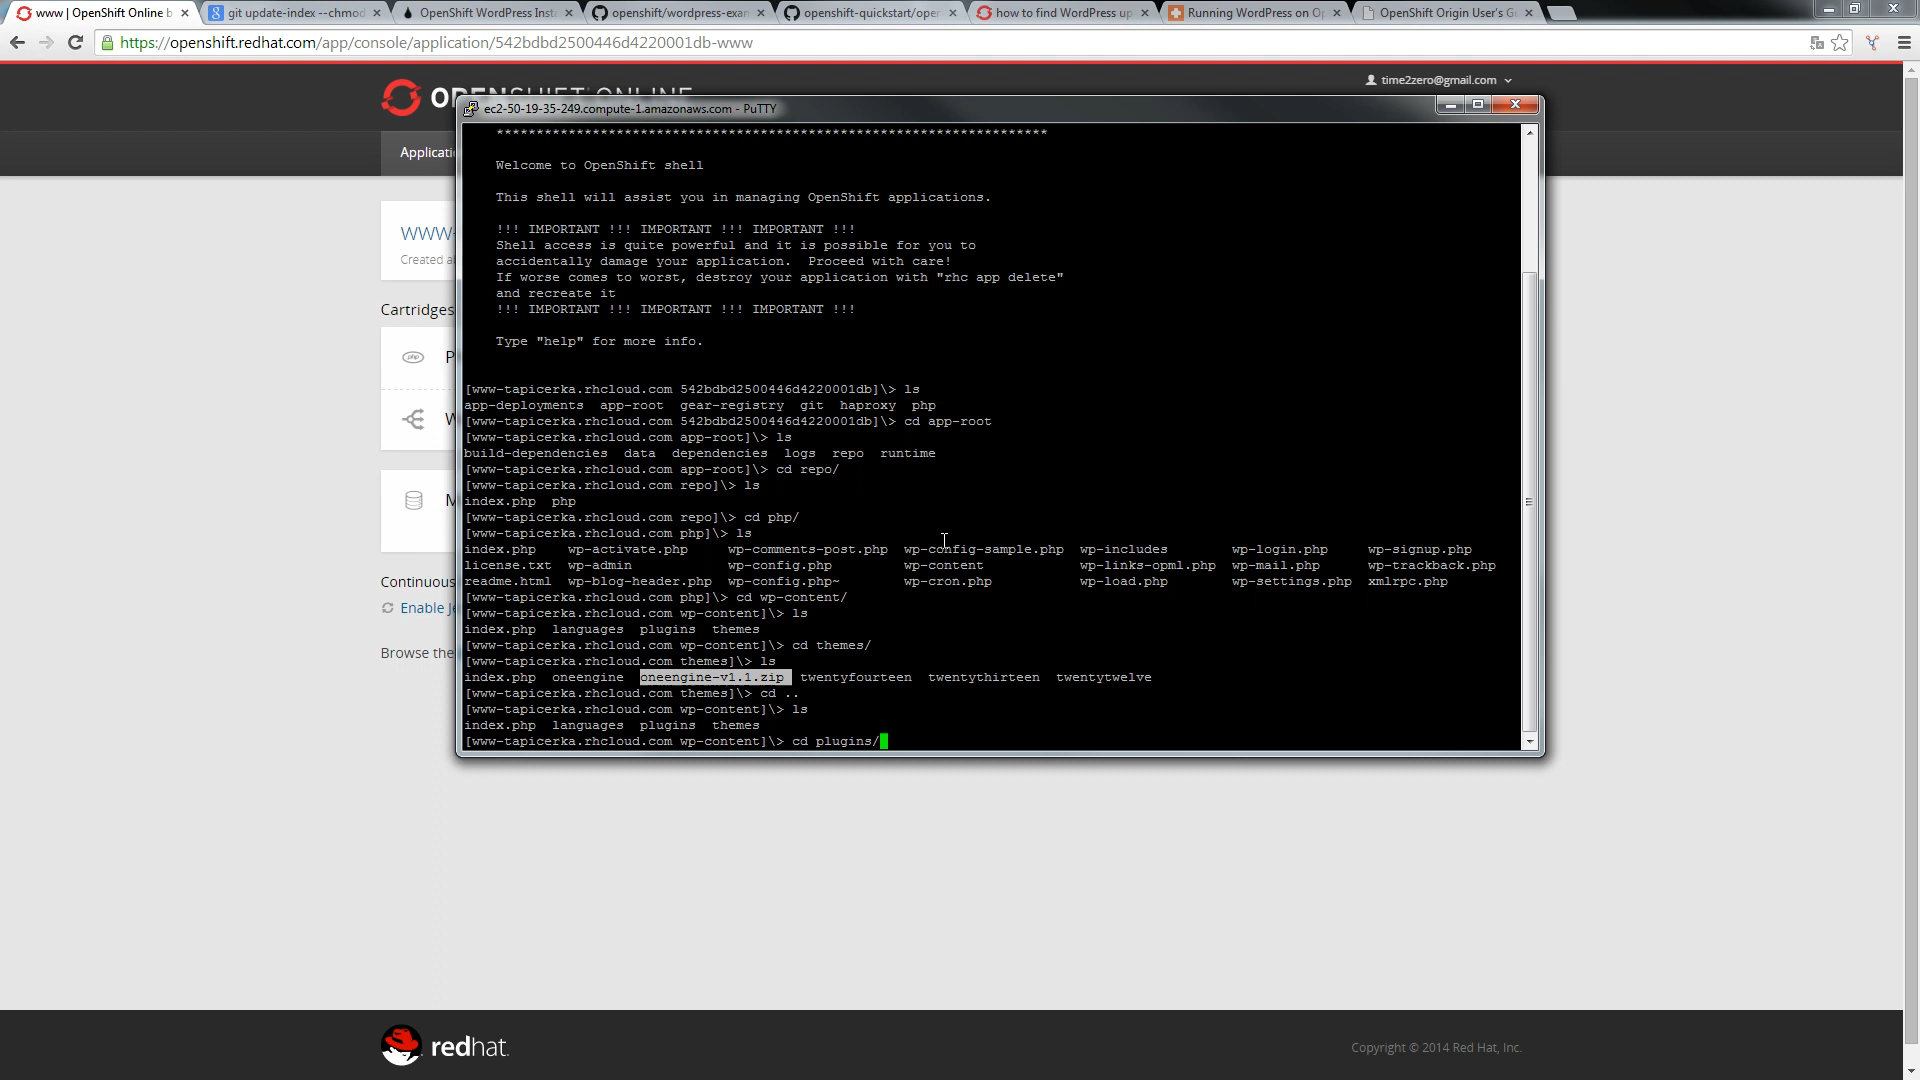 www | OpenShift Online b
git update-index --chmod
OpenShift WordPress Inst
openshift/wordpress-exam
openshift-quickstart/open
how to find WordPress up
Running WordPress on Op
OpenShift Origin User's Gu
https://openshift.redhat.com/app/console/application/542bdbd2500446d4220001db-www
time2zero@gmail.com
OPENSHIFT ONLINE
ec2-50-19-35-249.compute-1.amazonaws.com - PuTTY
Applicati
WWW-
Created a
Cartridges
P
W
M
Continuous
Enable Je
Browse the
*********************************************************************
Welcome to OpenShift shell
This shell will assist you in managing OpenShift applications.
!!! IMPORTANT !!! IMPORTANT !!! IMPORTANT !!!
Shell access is quite powerful and it is possible for you to
accidentally damage your application.  Proceed with care!
If worse comes to worst, destroy your application with "rhc app delete"
and recreate it
!!! IMPORTANT !!! IMPORTANT !!! IMPORTANT !!!
Type "help" for more info.
[www-tapicerka.rhcloud.com 542bdbd2500446d4220001db]\> ls
app-deployments  app-root  gear-registry  git  haproxy  php
[www-tapicerka.rhcloud.com 542bdbd2500446d4220001db]\> cd app-root
[www-tapicerka.rhcloud.com app-root]\> ls
build-dependencies  data  dependencies  logs  repo  runtime
[www-tapicerka.rhcloud.com app-root]\> cd repo/
[www-tapicerka.rhcloud.com repo]\> ls
index.php  php
[www-tapicerka.rhcloud.com repo]\> cd php/
[www-tapicerka.rhcloud.com php]\> ls
index.php    wp-activate.php     wp-comments-post.php  wp-config-sample.php  wp-includes        wp-login.php     wp-signup.php
license.txt  wp-admin            wp-config.php         wp-content            wp-links-opml.php  wp-mail.php      wp-trackback.php
readme.html  wp-blog-header.php  wp-config.php~        wp-cron.php           wp-load.php        wp-settings.php  xmlrpc.php
[www-tapicerka.rhcloud.com php]\> cd wp-content/
[www-tapicerka.rhcloud.com wp-content]\> ls
index.php  languages  plugins  themes
[www-tapicerka.rhcloud.com wp-content]\> cd themes/
[www-tapicerka.rhcloud.com themes]\> ls
index.php  oneengine  oneengine-v1.1.zip  twentyfourteen  twentythirteen  twentytwelve
[www-tapicerka.rhcloud.com themes]\> cd ..
[www-tapicerka.rhcloud.com wp-content]\> ls
index.php  languages  plugins  themes
[www-tapicerka.rhcloud.com wp-content]\> cd plugins/
redhat.
Copyright © 2014 Red Hat, Inc.